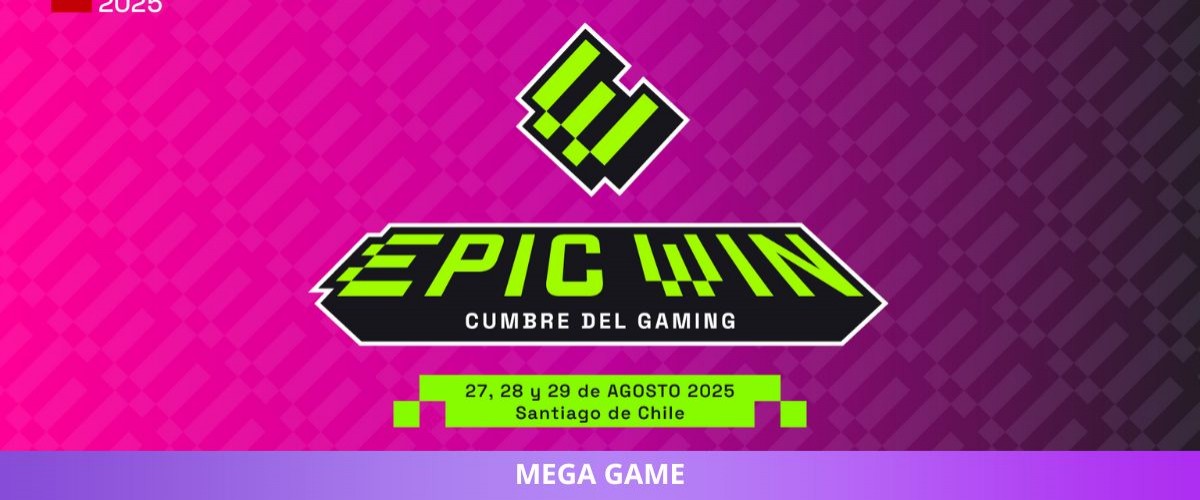 2025
EPIC WIN
CUMBRE DEL GAMING
27, 28 y 29 de AGOSTO 2025
Santiago de Chile
MEGA GAME